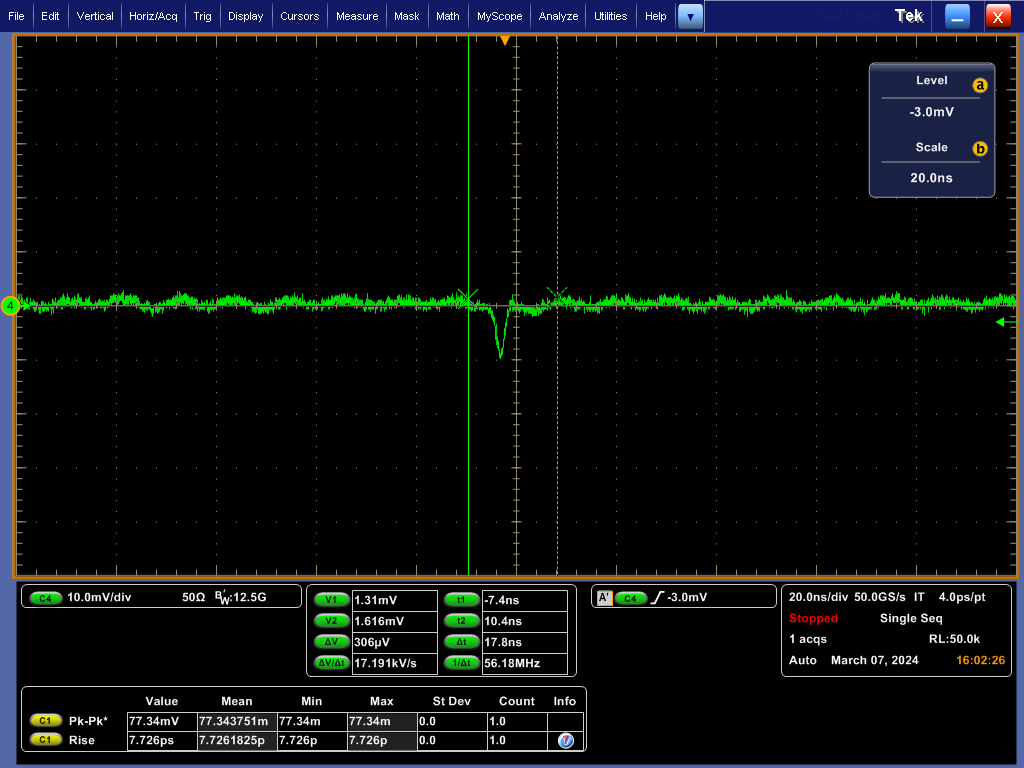 File Edit Vertical Horiz/Acq Trig Display Cursors Measure Mask Math MyScope Analyze Utilities Help Tek X
Level a
-3.0mV
Scale b
20.0ns
4
C4 10.0mV/div 50Ω BW:12.5G
V1 1.31mV t1 -7.4ns
V2 1.616mV t2 10.4ns
ΔV 306µV Δt 17.8ns
ΔV/Δt 17.191kV/s 1/Δt 56.18MHz
A' C4 -3.0mV
20.0ns/div 50.0GS/s IT 4.0ps/pt
Stopped Single Seq
1 acqs RL:50.0k
Auto March 07, 2024 16:02:26
Value Mean Min Max St Dev Count Info
C1 Pk-Pk* 77.34mV 77.343751m 77.34m 77.34m 0.0 1.0
C1 Rise 7.726ps 7.7261825p 7.726p 7.726p 0.0 1.0